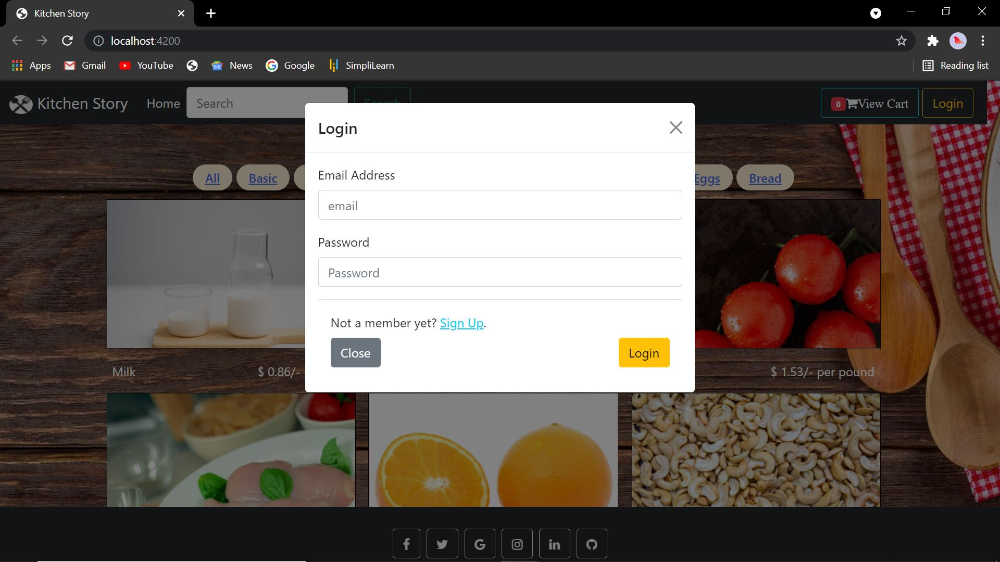 Kitchen Story
localhost:4200
Apps Gmail YouTube News Google SimpliLearn Reading list
Kitchen Story Home Search Search 0 View Cart Login
Login
All Basic Eggs Bread
Email Address
email
Password
Password
Not a member yet? Sign Up.
Close Login
Milk $ 0.86/- $ 1.53/- per pound